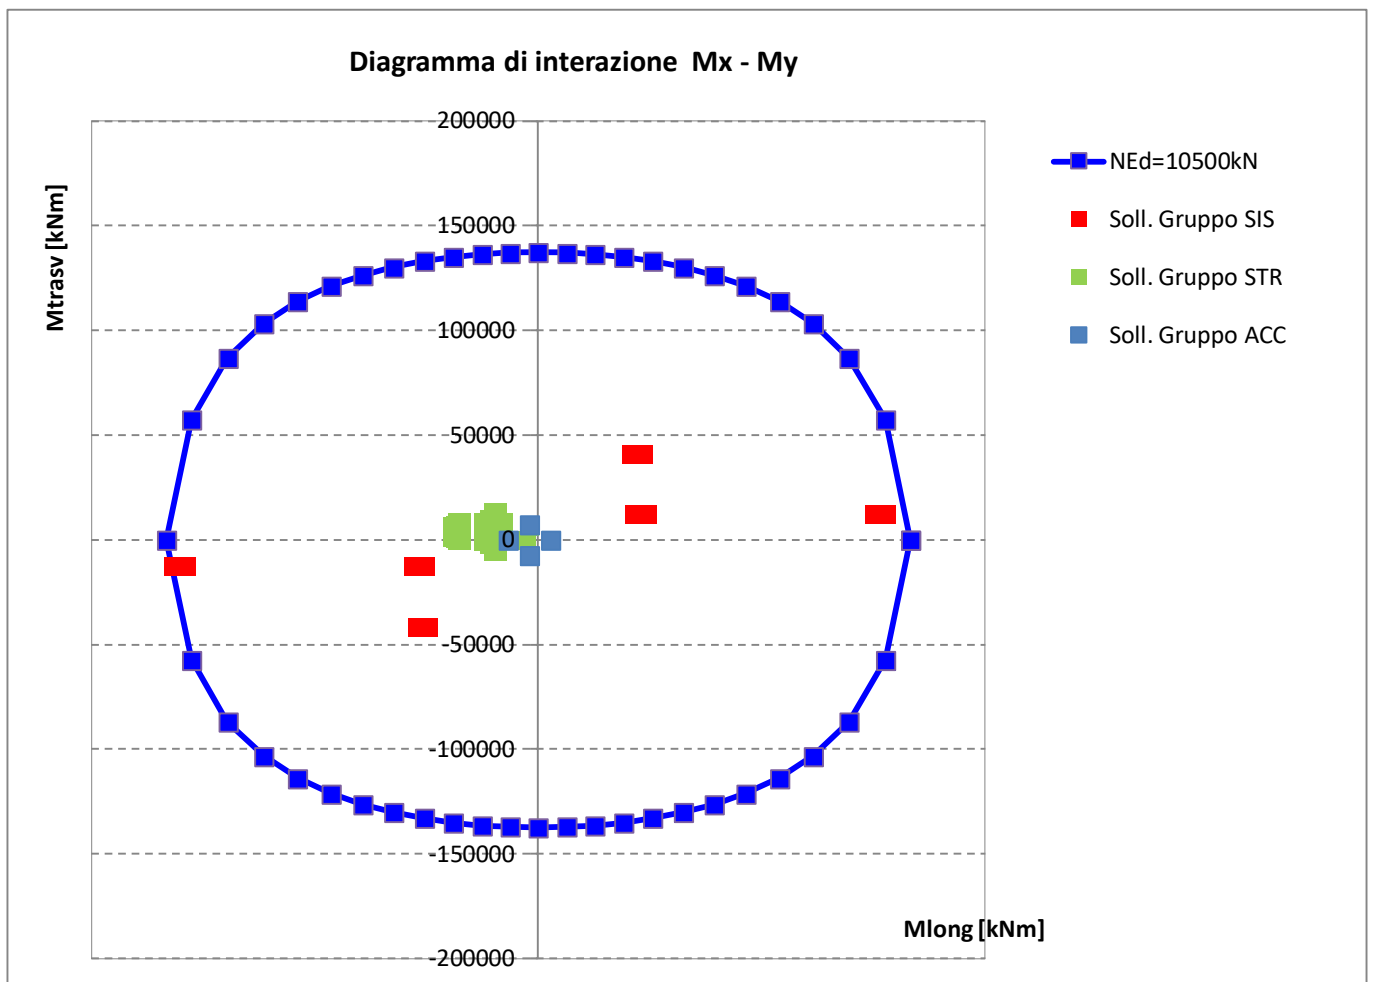 Diagramma di interazione Mx - My
Mtrasv [kNm]
200000
150000
100000
50000
0
-50000
-100000
-150000
-200000
Mlong [kNm]
NEd=10500kN
Soll. Gruppo SIS
Soll. Gruppo STR
Soll. Gruppo ACC